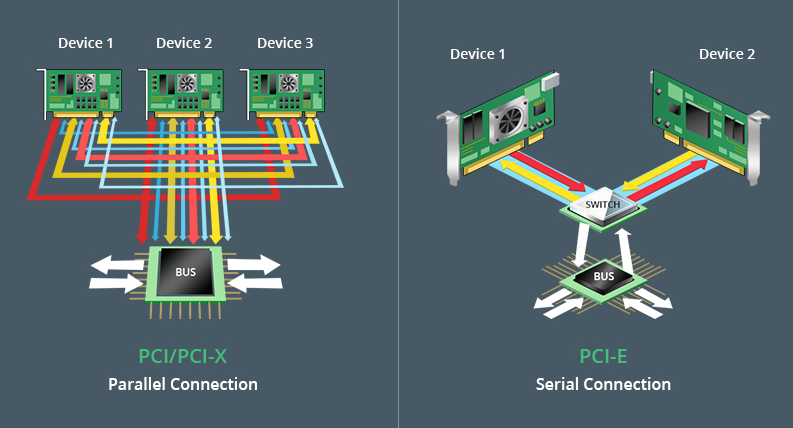 Device 1
Device 2
Device 3
BUS
PCI/PCI-X
Parallel Connection
Device 1
Device 2
SWITCH
BUS
PCI-E
Serial Connection